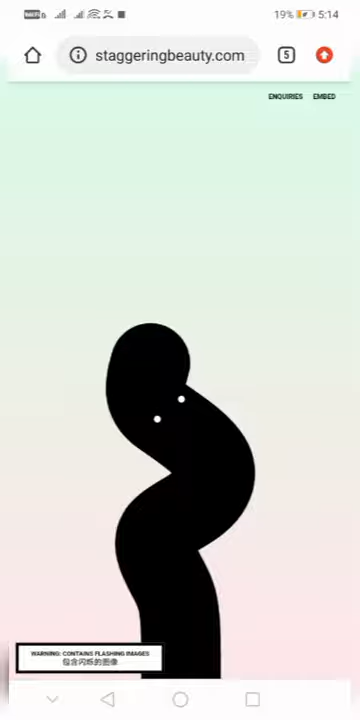 19% 5:14
staggeringbeauty.com 5
ENQUIRIES EMBED
WARNING: CONTAINS FLASHING IMAGES
包含闪烁的图像